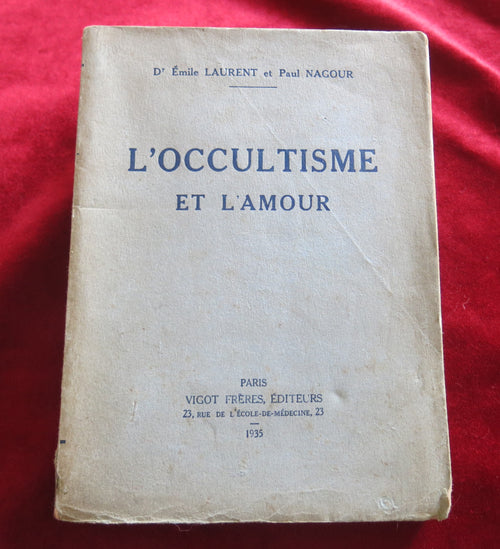 Dr Émile LAURENT et Paul NAGOUR
L'OCCULTISME
ET L'AMOUR
PARIS
VIGOT FRÈRES, ÉDITEURS
23, RUE DE L'ÉCOLE-DE-MÉDECINE, 23
1935